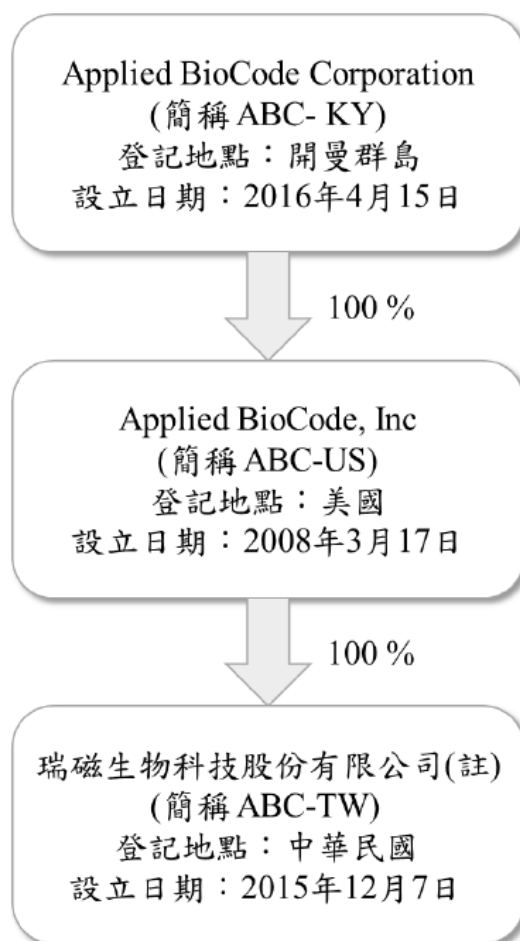 Applied BioCode Corporation
(簡稱 ABC- KY)
登記地點：開曼群島
設立日期：2016年4月15日
100 %
Applied BioCode, Inc
(簡稱 ABC-US)
登記地點：美國
設立日期：2008年3月17日
100 %
瑞磁生物科技股份有限公司(註)
(簡稱 ABC-TW)
登記地點：中華民國
設立日期：2015年12月7日